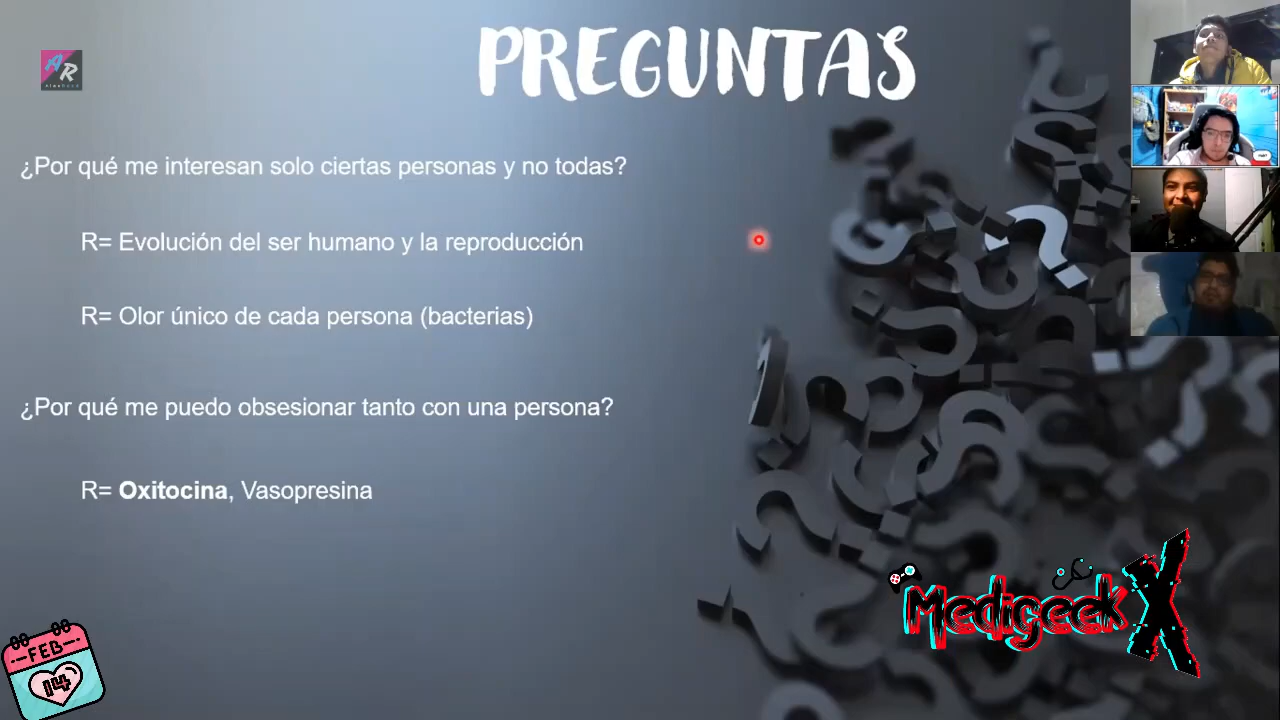 PREGUNTAS
AR
¿Por qué me interesan solo ciertas personas y no todas?
R= Evolución del ser humano y la reproducción
R= Olor único de cada persona (bacterias)
¿Por qué me puedo obsesionar tanto con una persona?
R= Oxitocina, Vasopresina
MedigeekX
FEB
14